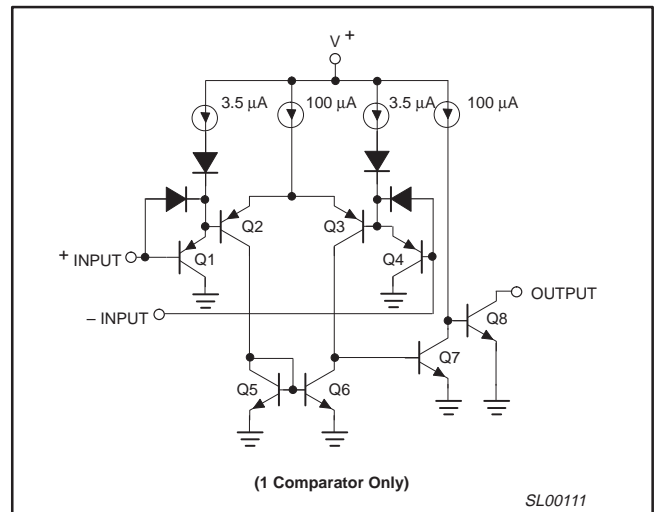 V +
3.5 μA
100 μA
3.5 μA
100 μA
Q2
Q3
+ INPUT
Q1
Q4
– INPUT
OUTPUT
Q8
Q7
Q5
Q6
(1 Comparator Only)
SL00111